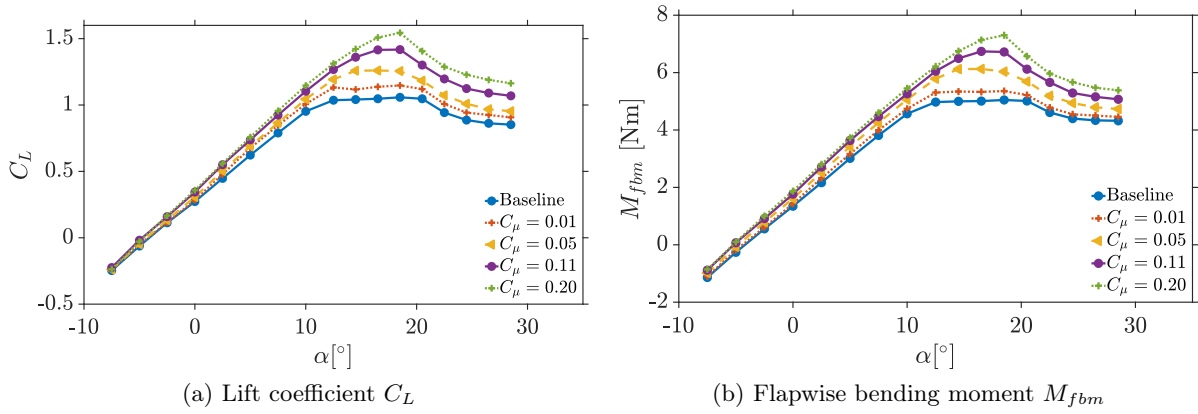 1.5
1
0.5
0
-0.5
C_L
-10 0 10 20 30
α[°]
Baseline
C_μ = 0.01
C_μ = 0.05
C_μ = 0.11
C_μ = 0.20
(a) Lift coefficient C_L
8
6
4
2
0
-2
M_fbm [Nm]
-10 0 10 20 30
α[°]
Baseline
C_μ = 0.01
C_μ = 0.05
C_μ = 0.11
C_μ = 0.20
(b) Flapwise bending moment M_fbm